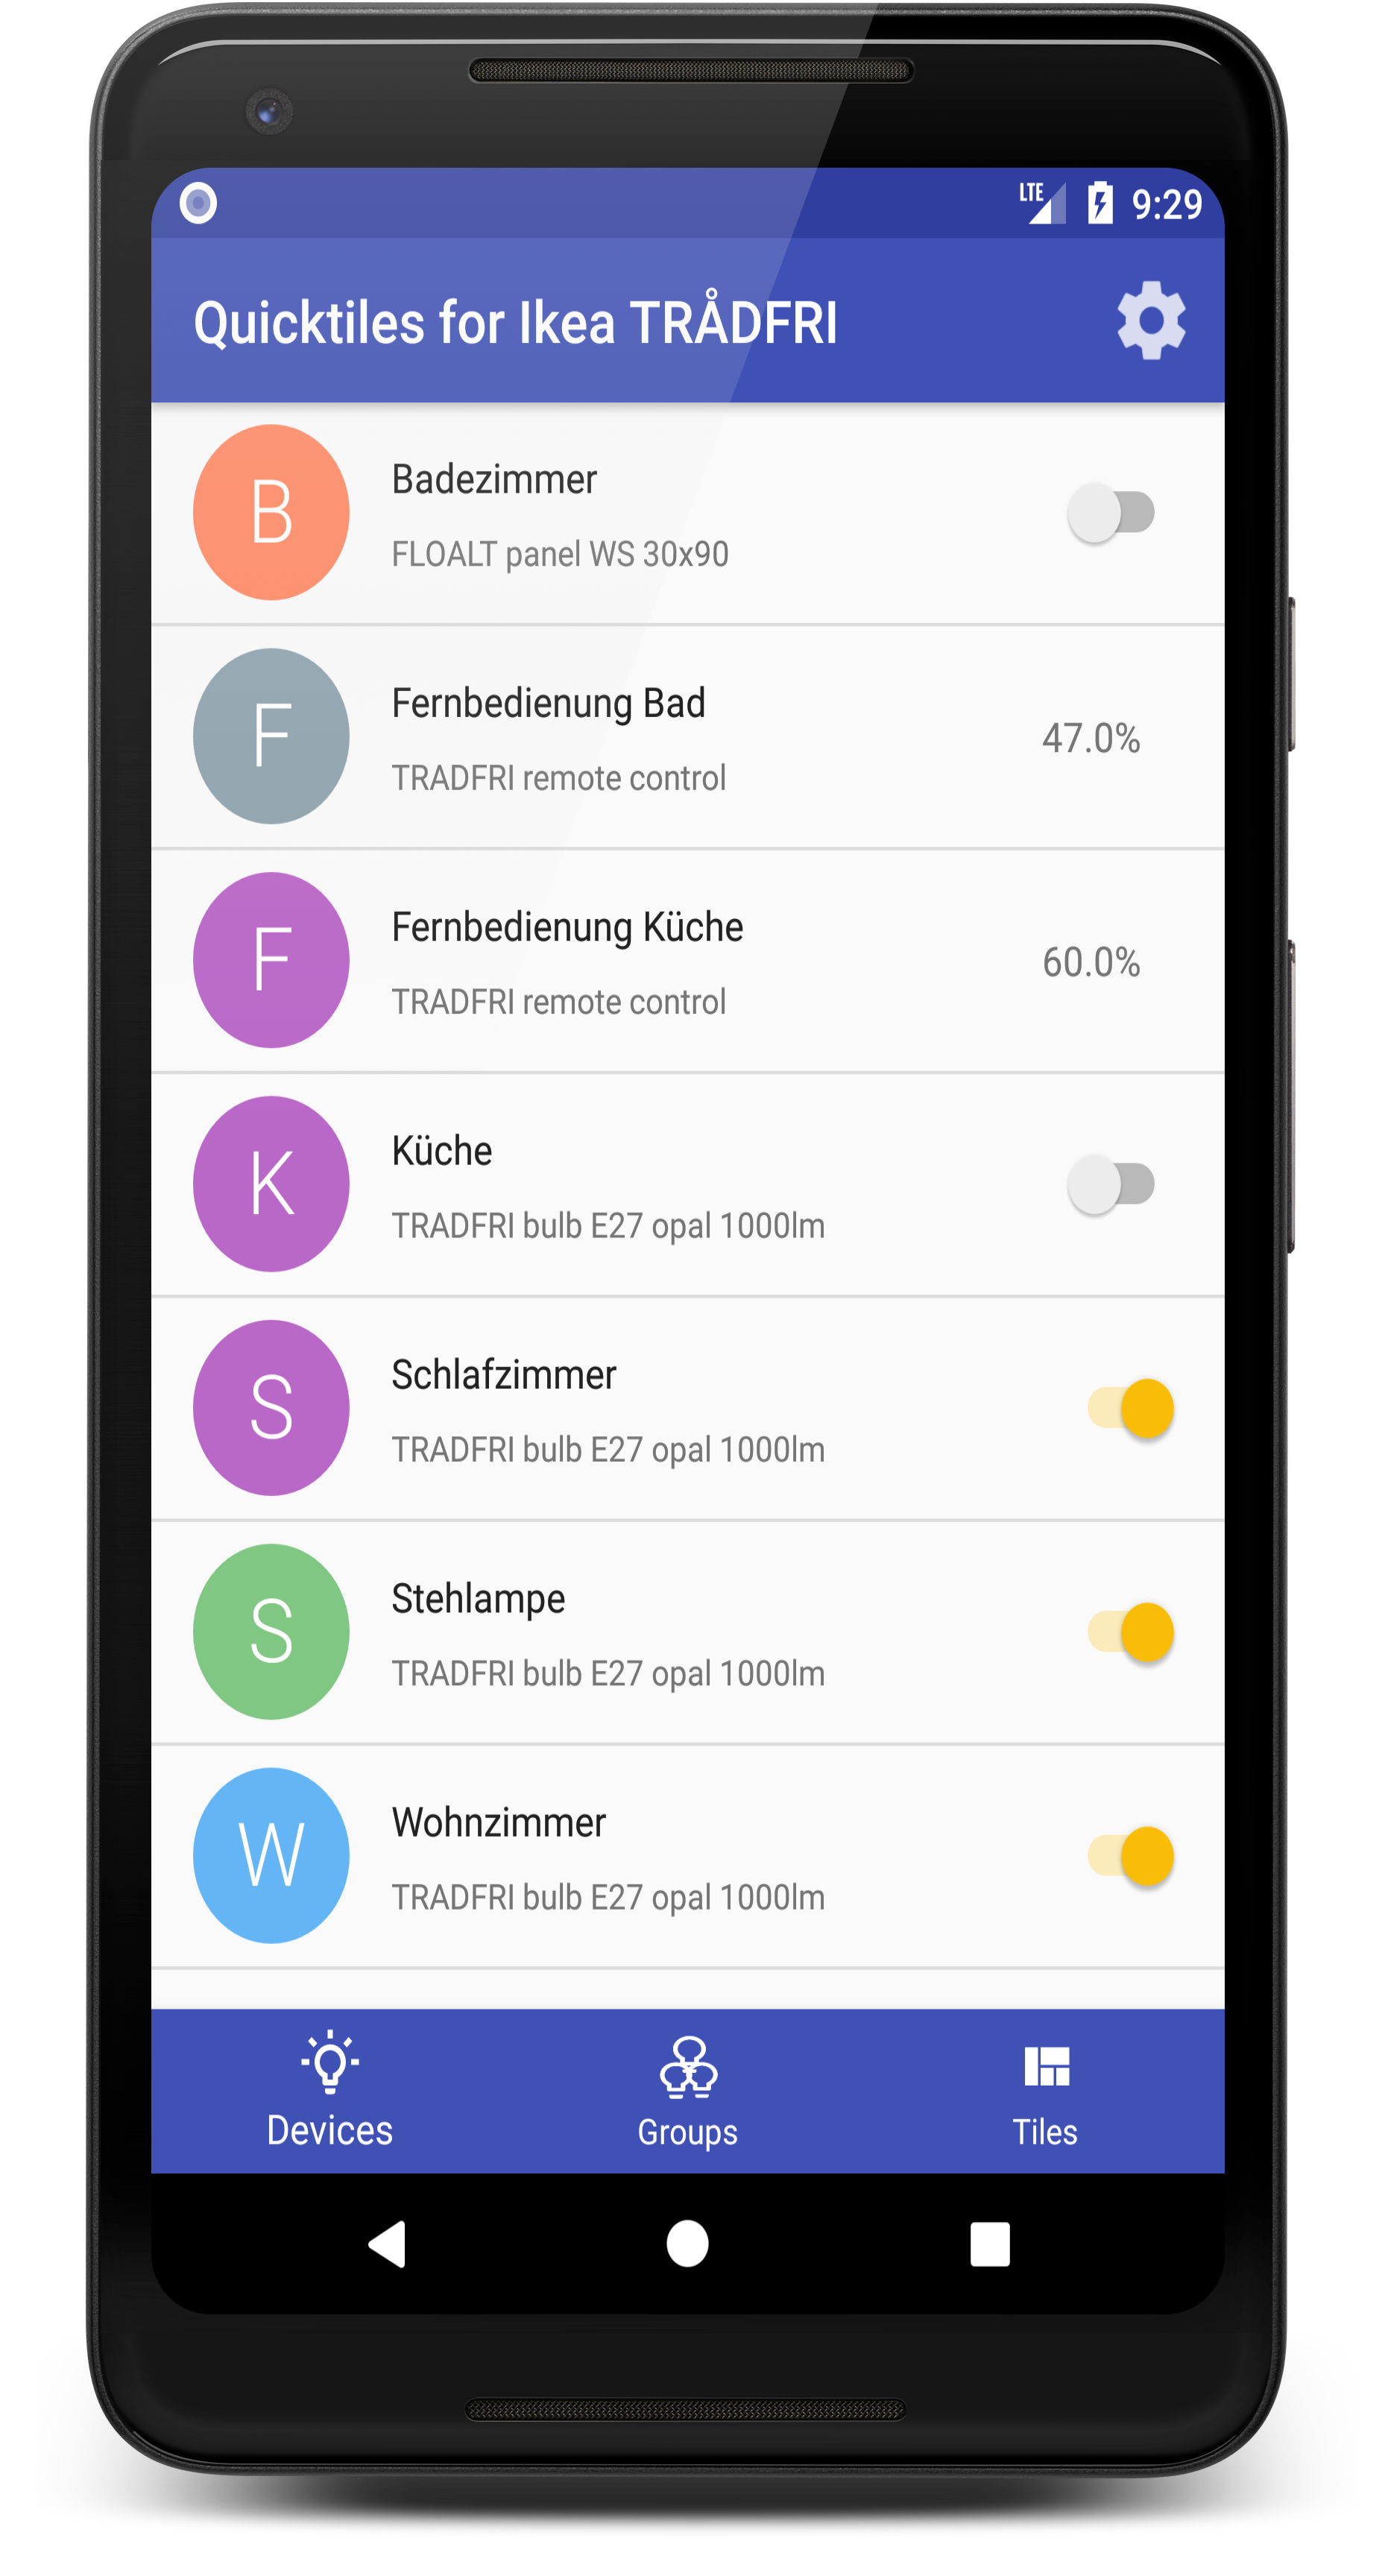 LTE 9:29
Quicktiles for Ikea TRÅDFRI
B
Badezimmer
FLOALT panel WS 30x90
F
Fernbedienung Bad
TRADFRI remote control
47.0%
F
Fernbedienung Küche
TRADFRI remote control
60.0%
K
Küche
TRADFRI bulb E27 opal 1000lm
S
Schlafzimmer
TRADFRI bulb E27 opal 1000lm
S
Stehlampe
TRADFRI bulb E27 opal 1000lm
W
Wohnzimmer
TRADFRI bulb E27 opal 1000lm
Devices Groups Tiles